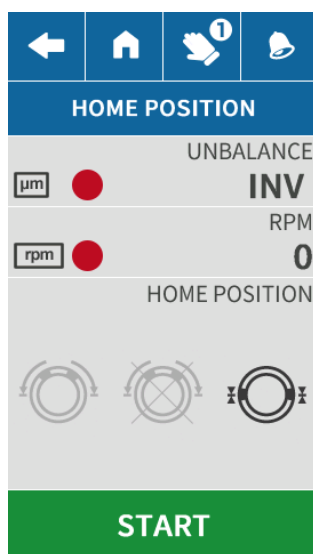 1
HOME POSITION
UNBALANCE
µm INV
RPM
rpm 0
HOME POSITION
START